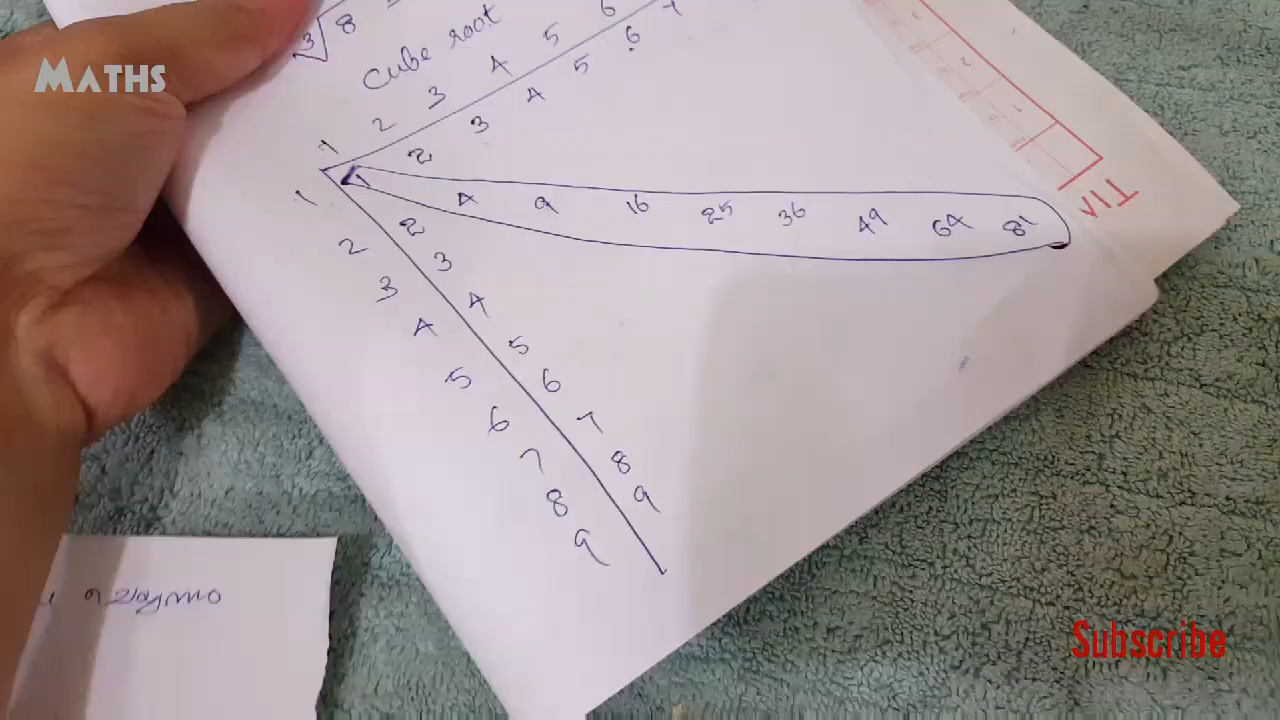 MATHS
3√8
Cube root
1 2 3 4 5 6 7
2 3 4 5 6
1 4 9 16 25 36 49 64 81
2 3 4 5 6 7 8 9
1 2 3 4 5 6 7 8 9
TIV
ചെയ്യുന്നത്
Subscribe